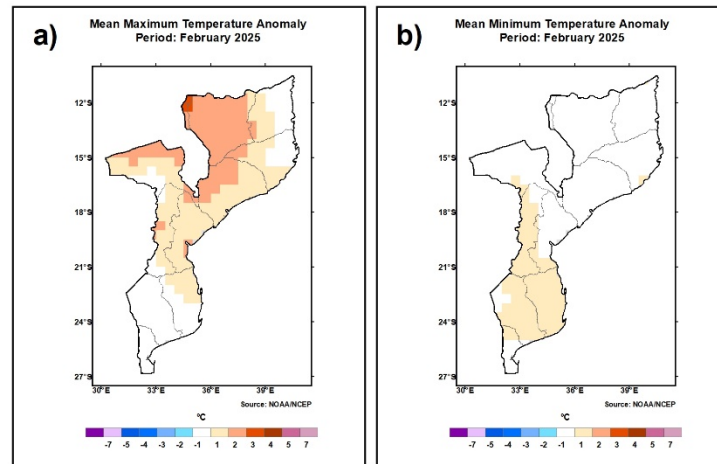 a)
Mean Maximum Temperature Anomaly
Period: February 2025
12°S
15°S
18°S
21°S
24°S
27°S
30°E 33°E 36°E 39°E
Source: NOAA/NCEP
°C
-7 -5 -4 -3 -2 -1 1 2 3 4 5 7
b)
Mean Minimum Temperature Anomaly
Period: February 2025
12°S
15°S
18°S
21°S
24°S
27°S
30°E 33°E 36°E 39°E
Source: NOAA/NCEP
°C
-7 -5 -4 -3 -2 -1 1 2 3 4 5 7